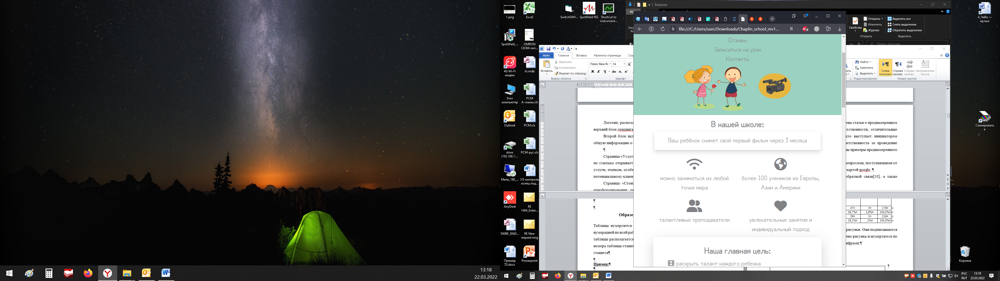 1.png
Excel
SpotWeld_...
OMRON
CK3M-seri...
4G Wi-Fi
модем
Io.mdb
Этот
компьютер
PCM
A-сканы.xls
Outlook
PCM.xls
store
(192.168.1....
PCM-рус.xls
Maria_188_...
УЗ-контроль
колец под...
AnyDesk
RE
1404_Enter...
SWBK_SN(0...
RE New
request.msg
Пример
ТЗ.docx
Powerpoint
SwitchSWV...
SpotWeld NG
Shortcut to
Instrument...
Загрузки
file:///C:/Users/user/Downloads/Chaplin_school_rev1...
Отзывы
Записаться на урок
Контакты
В нашей школе:
Ваш ребёнок снимет свой первый фильм через 3 месяца
можно заниматься из любой
точки мира
более 100 учеников из Европы,
Азии и Америки
талантливые преподаватели
увлекательные занятия и
индивидуальный подход
Наша главная цель:
раскрыть талант каждого ребенка
Файл
Главная
Вставка
Разметка страницы
Ссы
Вставить
Вырезать
Копировать
Формат по образцу
Буфер обмена
Times New Ro
14
Шрифт
Логотип, располо
верхний блок лендинга
Второй блок вкл
общую информацию о
Страница «Услуг
по ссылкам открывает
услуги, этапами, особе
потенциальному клиен
Страница «Стоим
ценоформировании, да
Образе
Таблицы нумеруются
нумерацией по всей раб
таблицы располагается
номера таблицы ставит
ставится¶
Пример:¶
Свойства
Открыть
Изменить
Журнал
Открыть
Выделить все
Снять выделение
Обратить выделение
Выделить
Поиск: Загрузки
Найти
Заменить
Выделить
Редактирование
Слева
направо
Справа
налево
Справа
налево
Направление
текста
Новая группа
ена статья о преднамеренном
етственности, отличительные
кто выступает инициатором
ветственность за проведение
ны примеры преднамеренного
вопросами, поступающими от
картой google. ¶
обратной связи[10], а также
47¤ 5¤ 176¤
26,7%¤ 2,8%¤ 100,0%¤
39¤ 1¤ 216¤
18,1%¤ ,5%¤ 100,0%¤
рисунки. Они подписываются
чно рисунка и нумеруются по
ифрами.¶
4_ЧаВо —
ярлык
Сканировать
в
Корзина
13:18
22.03.2022
РУС
RUT
13:18
22.03.2022